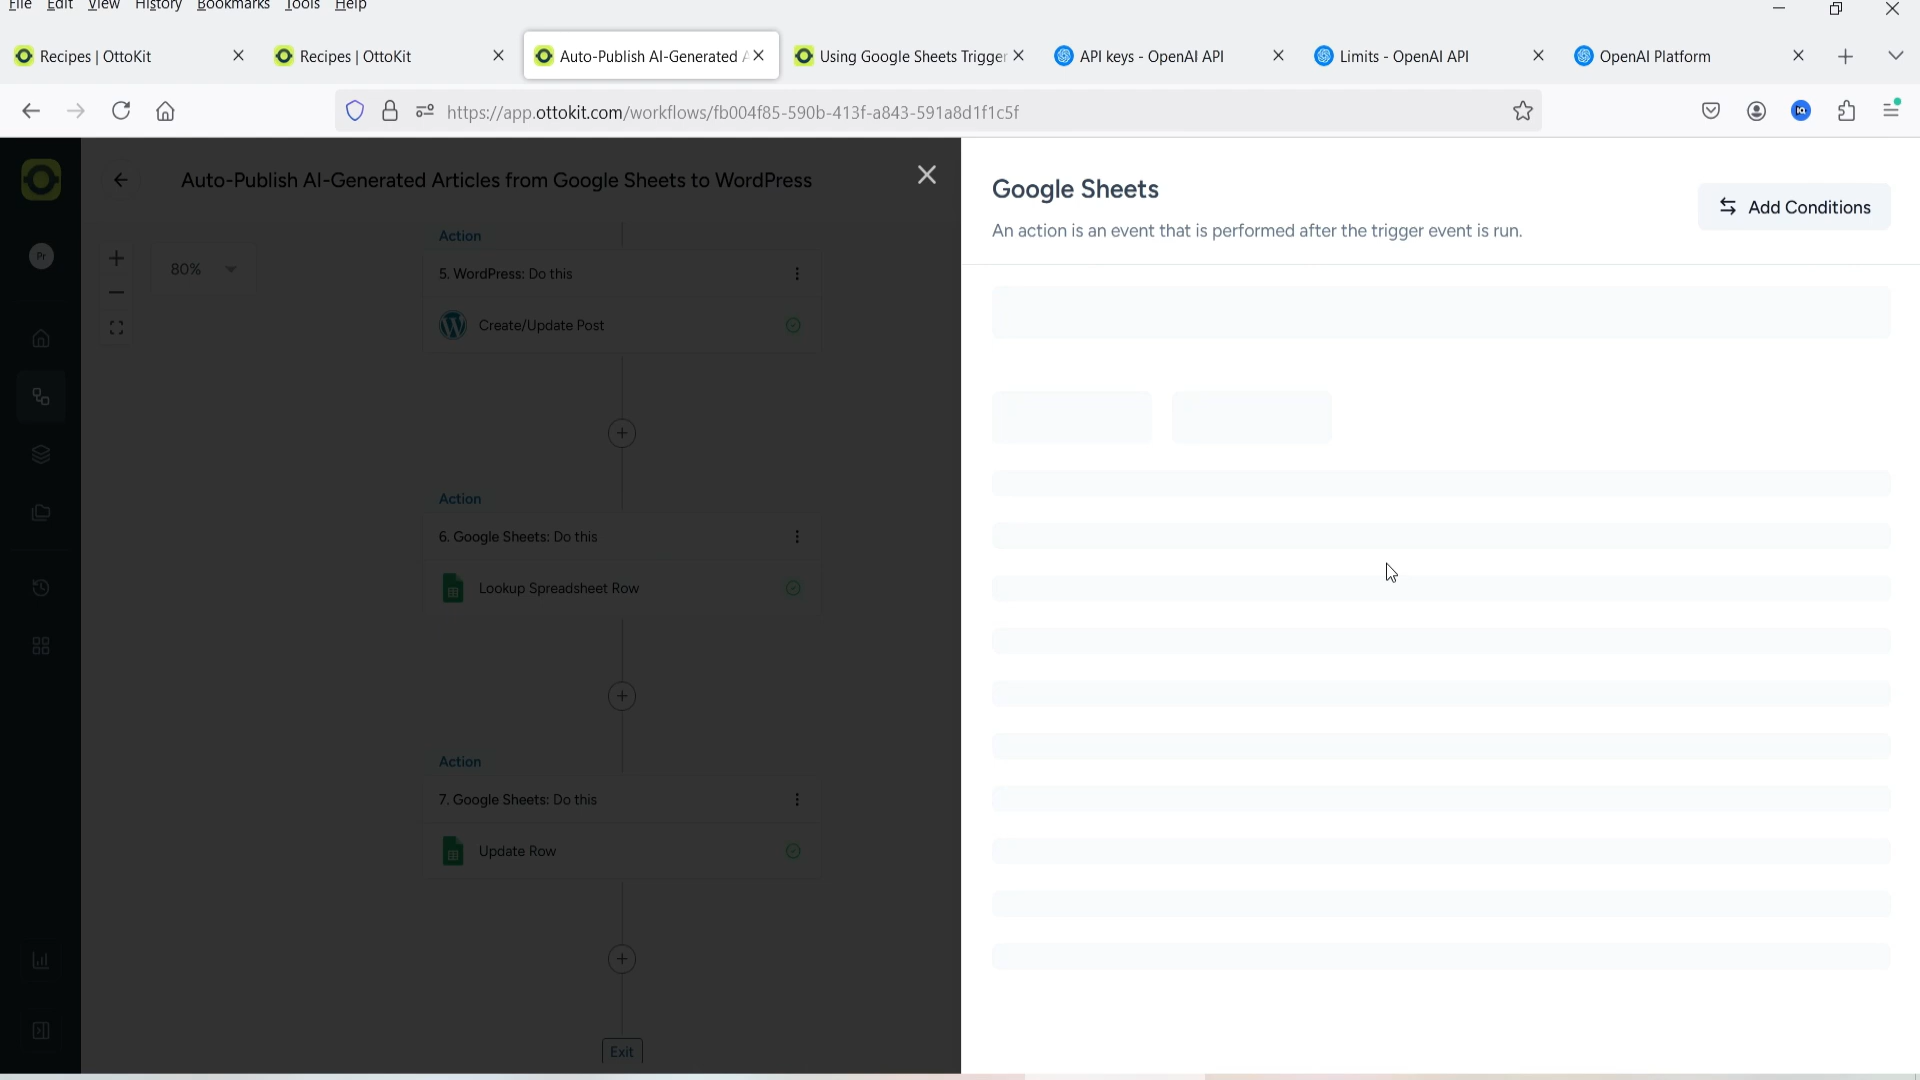 File Edit View History Bookmarks Tools Help
Recipes | OttoKit
Recipes | OttoKit
Auto-Publish AI-Generated A
Using Google Sheets Trigger
API keys - OpenAI API
Limits - OpenAI API
OpenAI Platform
https://app.ottokit.com/workflows/fb004f85-590b-413f-a843-591a8d1f1c5f
Auto-Publish AI-Generated Articles from Google Sheets to WordPress
Google Sheets
Add Conditions
An action is an event that is performed after the trigger event is run.
Pr
80%
Action
5. WordPress: Do this
Create/Update Post
Action
6. Google Sheets: Do this
Lookup Spreadsheet Row
Action
7. Google Sheets: Do this
Update Row
Exit